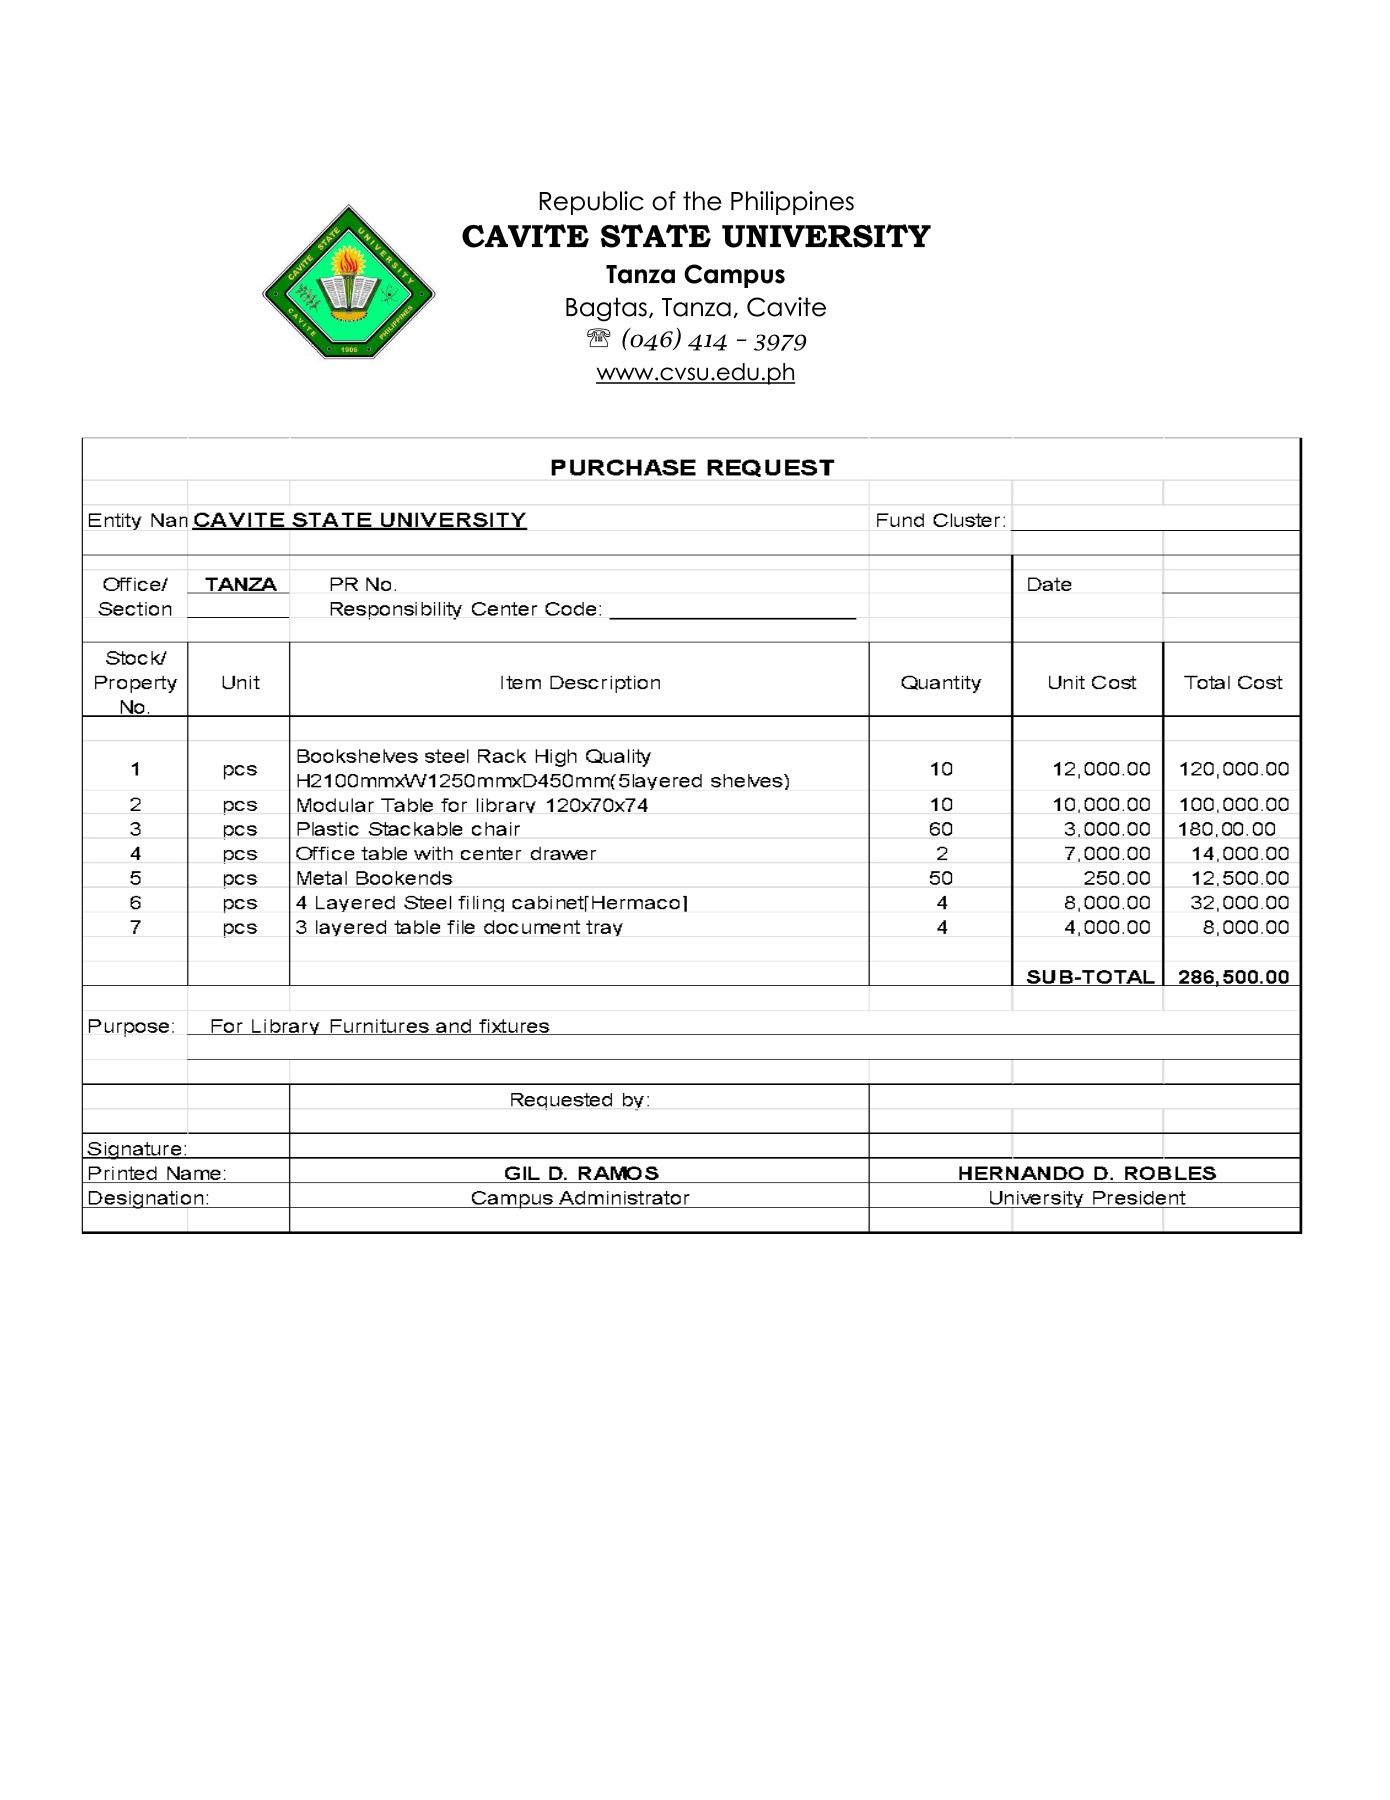 Republic of the Philippines
CAVITE STATE UNIVERSITY
Tanza Campus
Bagtas, Tanza, Cavite
☏ (046) 414 - 3979
www.cvsu.edu.ph
CAVITE STATE UNIVERSITY
CAVITE PHILIPPINES
1906
PURCHASE REQUEST
Entity Nan CAVITE STATE UNIVERSITY Fund Cluster:
Office/ TANZA PR No. Date
Section Responsibility Center Code:
Stock/
Property Unit Item Description Quantity Unit Cost Total Cost
No.
Bookshelves steel Rack High Quality
1 pcs H2100mmxW1250mmxD450mm(5layered shelves) 10 12,000.00 120,000.00
2 pcs Modular Table for library 120x70x74 10 10,000.00 100,000.00
3 pcs Plastic Stackable chair 60 3,000.00 180,00.00
4 pcs Office table with center drawer 2 7,000.00 14,000.00
5 pcs Metal Bookends 50 250.00 12,500.00
6 pcs 4 Layered Steel filing cabinet[Hermaco] 4 8,000.00 32,000.00
7 pcs 3 layered table file document tray 4 4,000.00 8,000.00
SUB-TOTAL 286,500.00
Purpose: For Library Furnitures and fixtures
Requested by:
Signature:
Printed Name: GIL D. RAMOS HERNANDO D. ROBLES
Designation: Campus Administrator University President